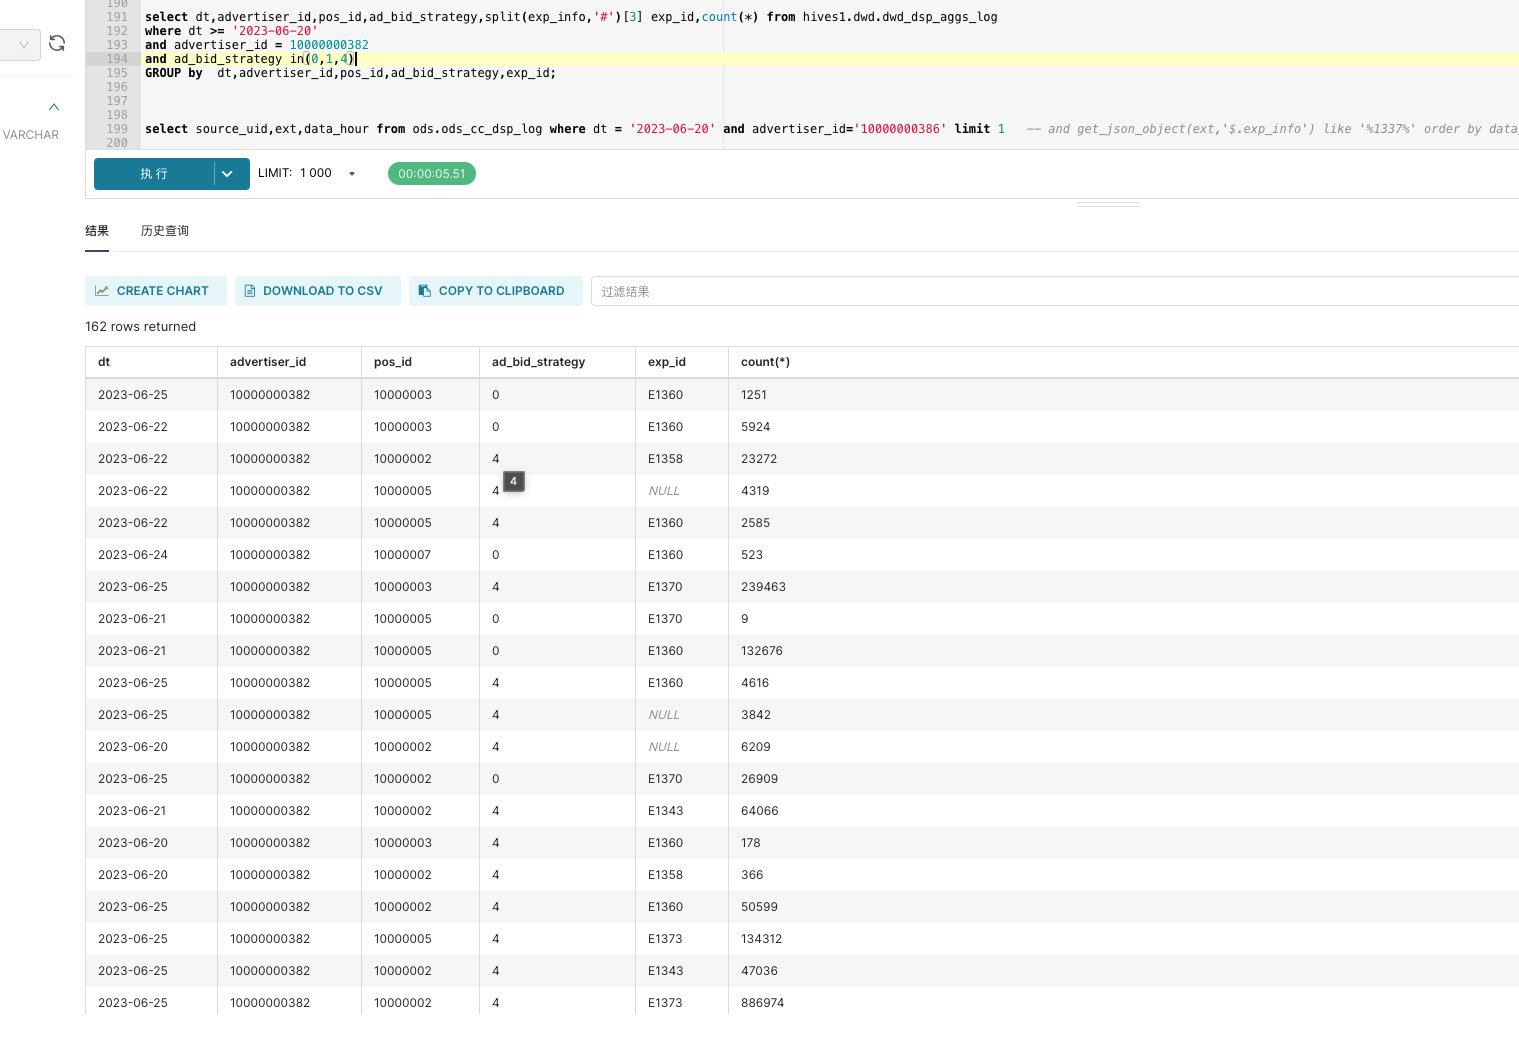 190
191 select dt,advertiser_id,pos_id,ad_bid_strategy,split(exp_info,'#')[3] exp_id,count(*) from hives1.dwd.dwd_dsp_aggs_log
192 where dt >= '2023-06-20'
193 and advertiser_id = 10000000382
194 and ad_bid_strategy in(0,1,4)
195 GROUP by  dt,advertiser_id,pos_id,ad_bid_strategy,exp_id;
196
197
198
VARCHAR
199 select source_uid,ext,data_hour from ods.ods_cc_dsp_log where dt = '2023-06-20' and advertiser_id='10000000386' limit 1   -- and get_json_object(ext,'$.exp_info') like '%1337%' order by data
200
执行 LIMIT: 1 000 00:00:05.51
结果 历史查询
CREATE CHART DOWNLOAD TO CSV COPY TO CLIPBOARD 过滤结果
162 rows returned
dt advertiser_id pos_id ad_bid_strategy exp_id count(*)
2023-06-25 10000000382 10000003 0 E1360 1251
2023-06-22 10000000382 10000003 0 E1360 5924
2023-06-22 10000000382 10000002 4 E1358 23272
4
2023-06-22 10000000382 10000005 4 NULL 4319
2023-06-22 10000000382 10000005 4 E1360 2585
2023-06-24 10000000382 10000007 0 E1360 523
2023-06-25 10000000382 10000003 4 E1370 239463
2023-06-21 10000000382 10000005 0 E1370 9
2023-06-21 10000000382 10000005 0 E1360 132676
2023-06-25 10000000382 10000005 4 E1360 4616
2023-06-25 10000000382 10000005 4 NULL 3842
2023-06-20 10000000382 10000002 4 NULL 6209
2023-06-25 10000000382 10000002 0 E1370 26909
2023-06-21 10000000382 10000002 4 E1343 64066
2023-06-20 10000000382 10000003 4 E1360 178
2023-06-20 10000000382 10000002 4 E1358 366
2023-06-25 10000000382 10000002 4 E1360 50599
2023-06-25 10000000382 10000005 4 E1373 134312
2023-06-25 10000000382 10000002 4 E1343 47036
2023-06-25 10000000382 10000002 4 E1373 886974